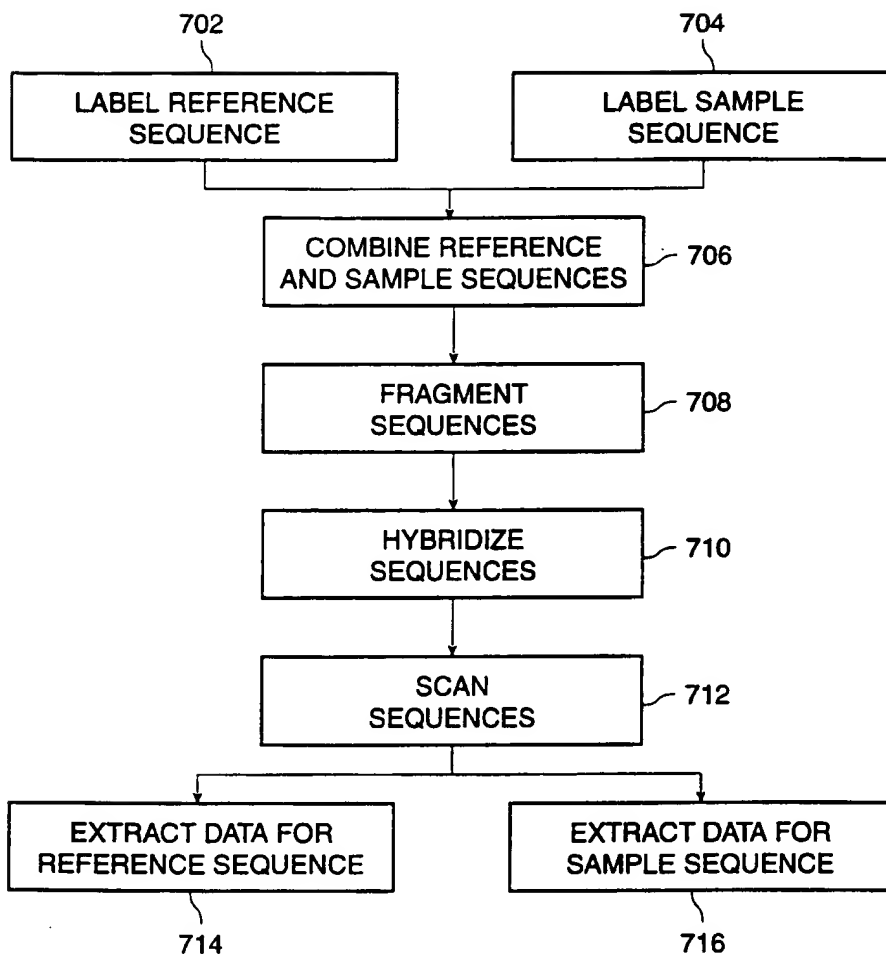 702
704
LABEL REFERENCE
SEQUENCE
LABEL SAMPLE
SEQUENCE
COMBINE REFERENCE
AND SAMPLE SEQUENCES
706
FRAGMENT
SEQUENCES
708
HYBRIDIZE
SEQUENCES
710
SCAN
SEQUENCES
712
EXTRACT DATA FOR
REFERENCE SEQUENCE
EXTRACT DATA FOR
SAMPLE SEQUENCE
714
716